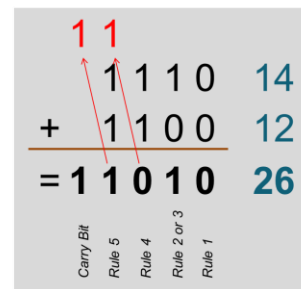 1 1
1 1 1 0 14
+ 1 1 0 0 12
= 1 1 0 1 0 26
Carry Bit
Rule 5
Rule 4
Rule 2 or 3
Rule 1